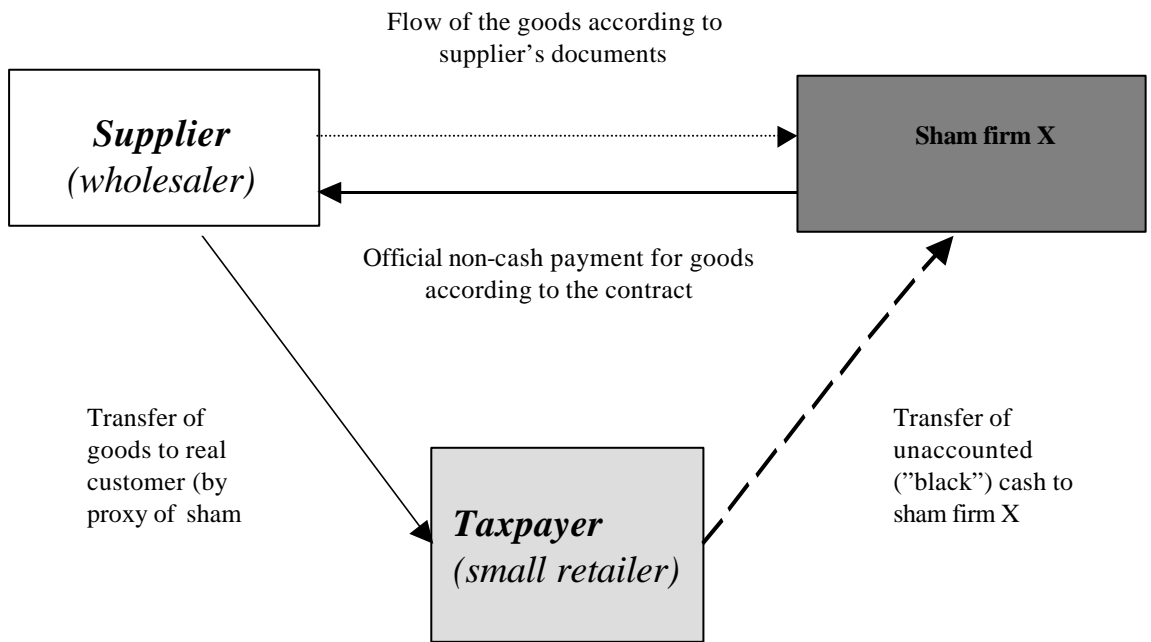 Flow of the goods according to
supplier’s documents
Supplier
(wholesaler)
Sham firm X
Official non-cash payment for goods
according to the contract
Transfer of
goods to real
customer (by
proxy of sham
Transfer of
unaccounted
(”black”) cash to
sham firm X
Taxpayer
(small retailer)